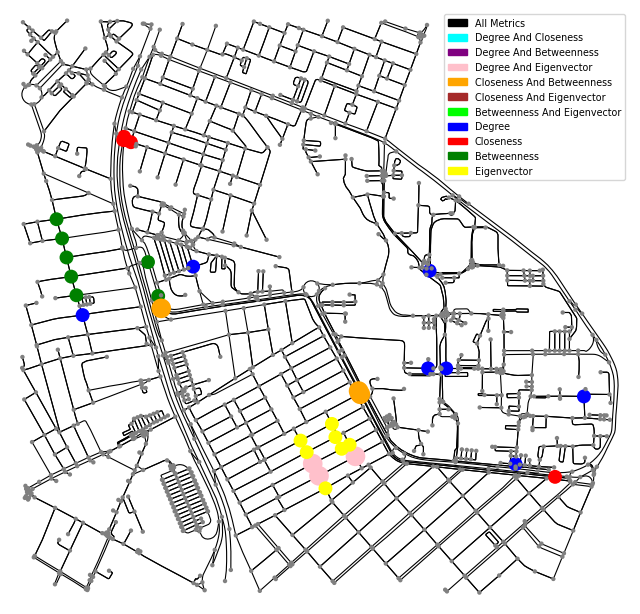 All Metrics
Degree And Closeness
Degree And Betweenness
Degree And Eigenvector
Closeness And Betweenness
Closeness And Eigenvector
Betweenness And Eigenvector
Degree
Closeness
Betweenness
Eigenvector